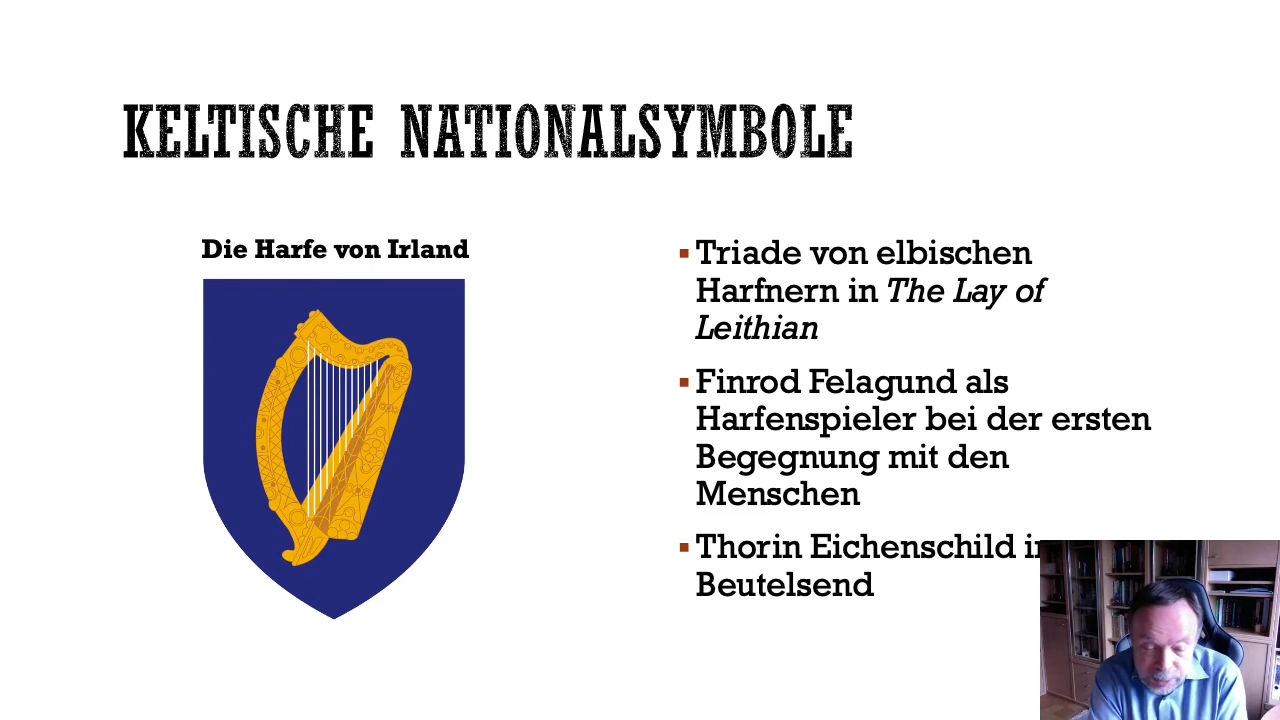 KELTISCHE NATIONALSYMBOLE
Die Harfe von Irland
Triade von elbischen
Harfnern in The Lay of
Leithian
Finrod Felagund als
Harfenspieler bei der ersten
Begegnung mit den
Menschen
Thorin Eichenschild
Beutelsend